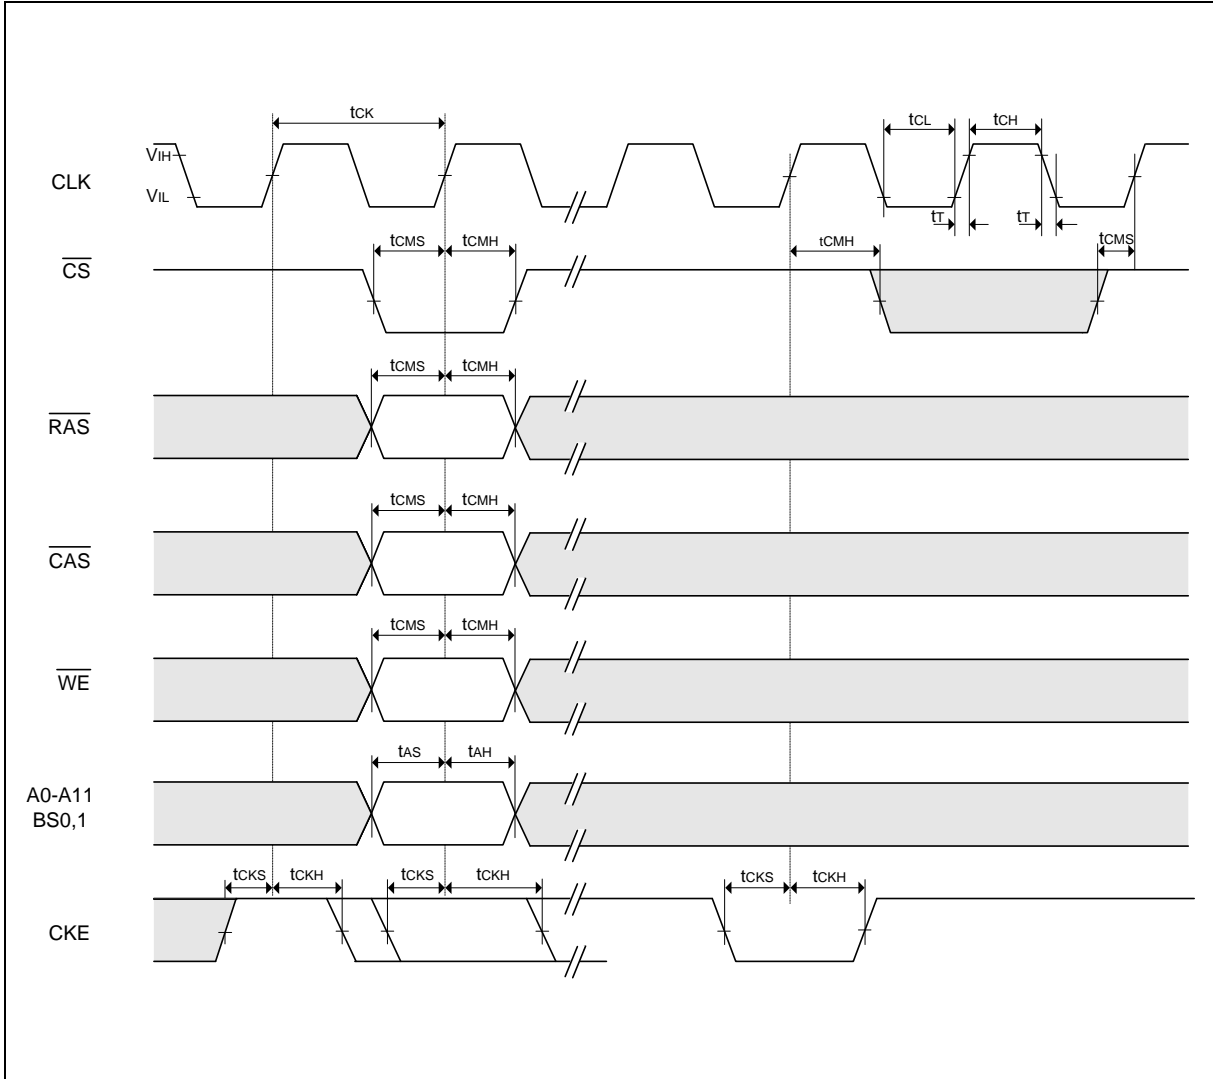 tCK
tCL
tCH
VIH
CLK
VIL
tT
tT
tCMS
tCMH
tCMH
tCMS
CS
tCMS
tCMH
RAS
tCMS
tCMH
CAS
tCMS
tCMH
WE
tAS
tAH
A0-A11
BS0,1
tCKS
tCKH
tCKS
tCKH
tCKS
tCKH
CKE